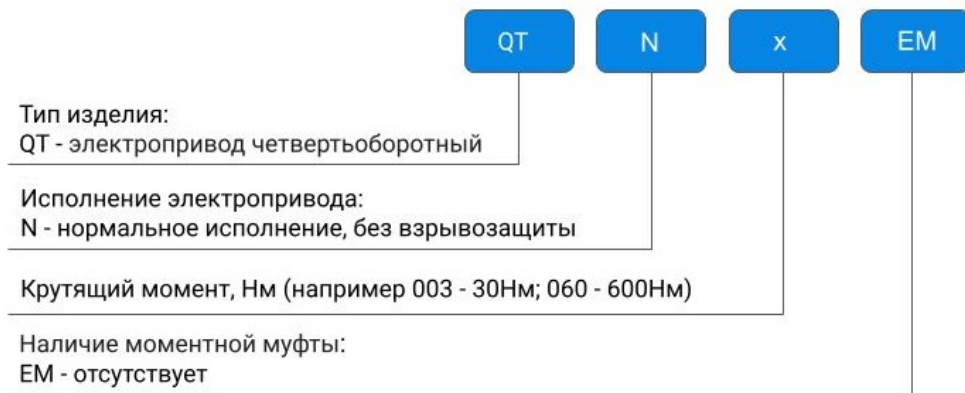 QT N x EM
Тип изделия:
QT - электропривод четвертьоборотный
Исполнение электропривода:
N - нормальное исполнение, без взрывозащиты
Крутящий момент, Нм (например 003 - 30Нм; 060 - 600Нм)
Наличие моментной муфты:
EM - отсутствует